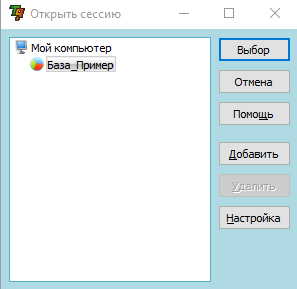 Открыть сессию
Мой компьютер
База_Пример
Выбор
Отмена
Помощь
Добавить
Удалить
Настройка